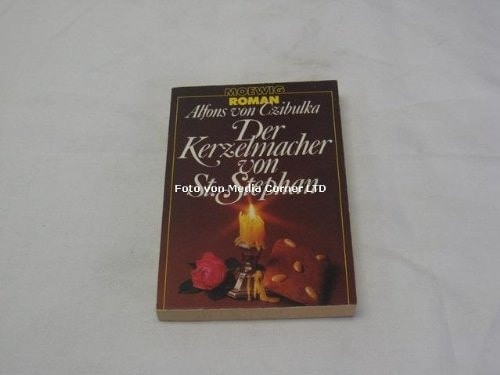 MOEWIG
ROMAN
Alfons von Czibulka
Der
Kerzelmacher
von
St. Stephan
Foto von Media Corner LTD